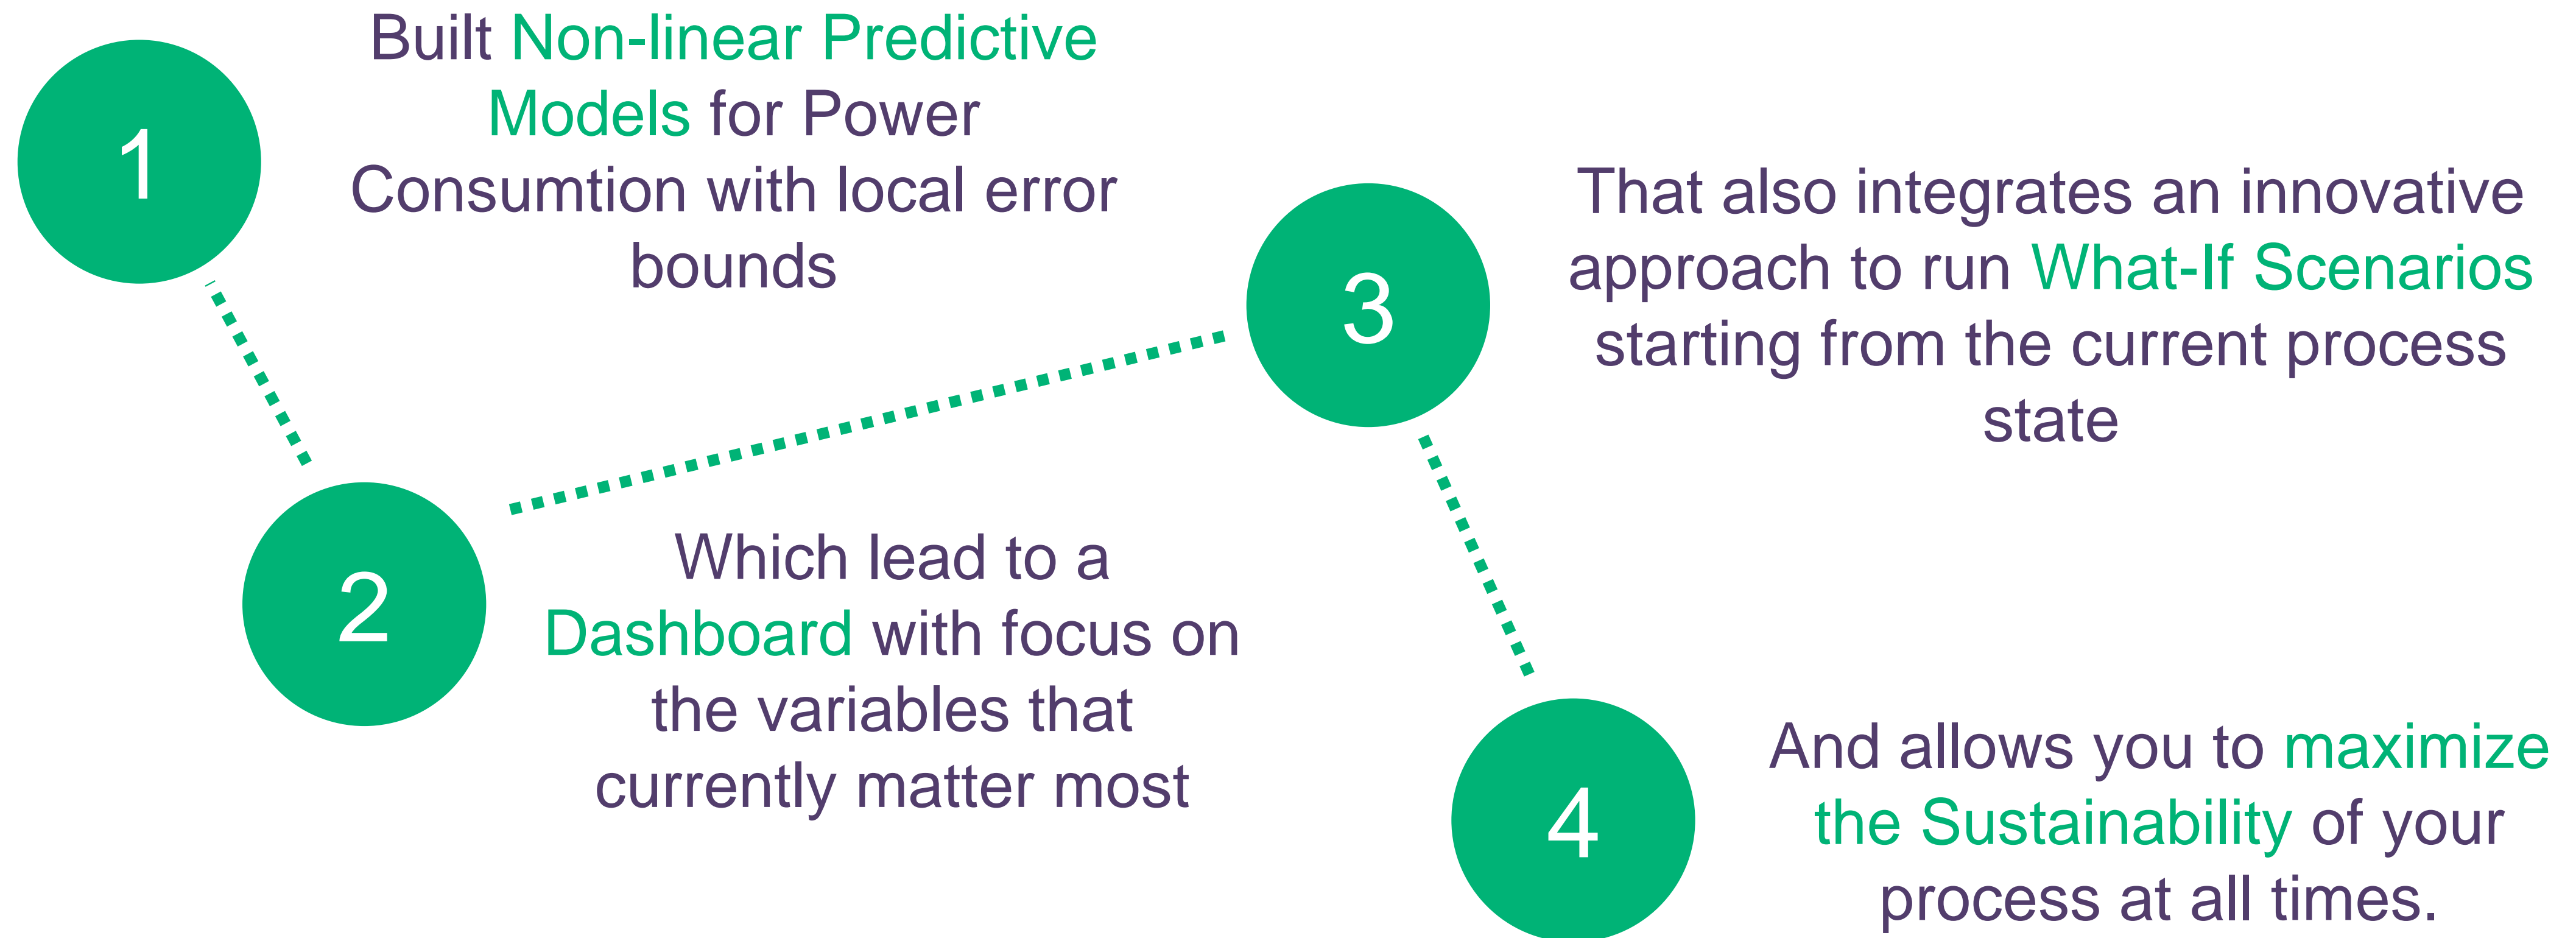 1
Built Non-linear Predictive
Models for Power
Consumtion with local error
bounds
2
Which lead to a
Dashboard with focus on
the variables that
currently matter most
3
That also integrates an innovative
approach to run What-If Scenarios
starting from the current process
state
4
And allows you to maximize
the Sustainability of your
process at all times.